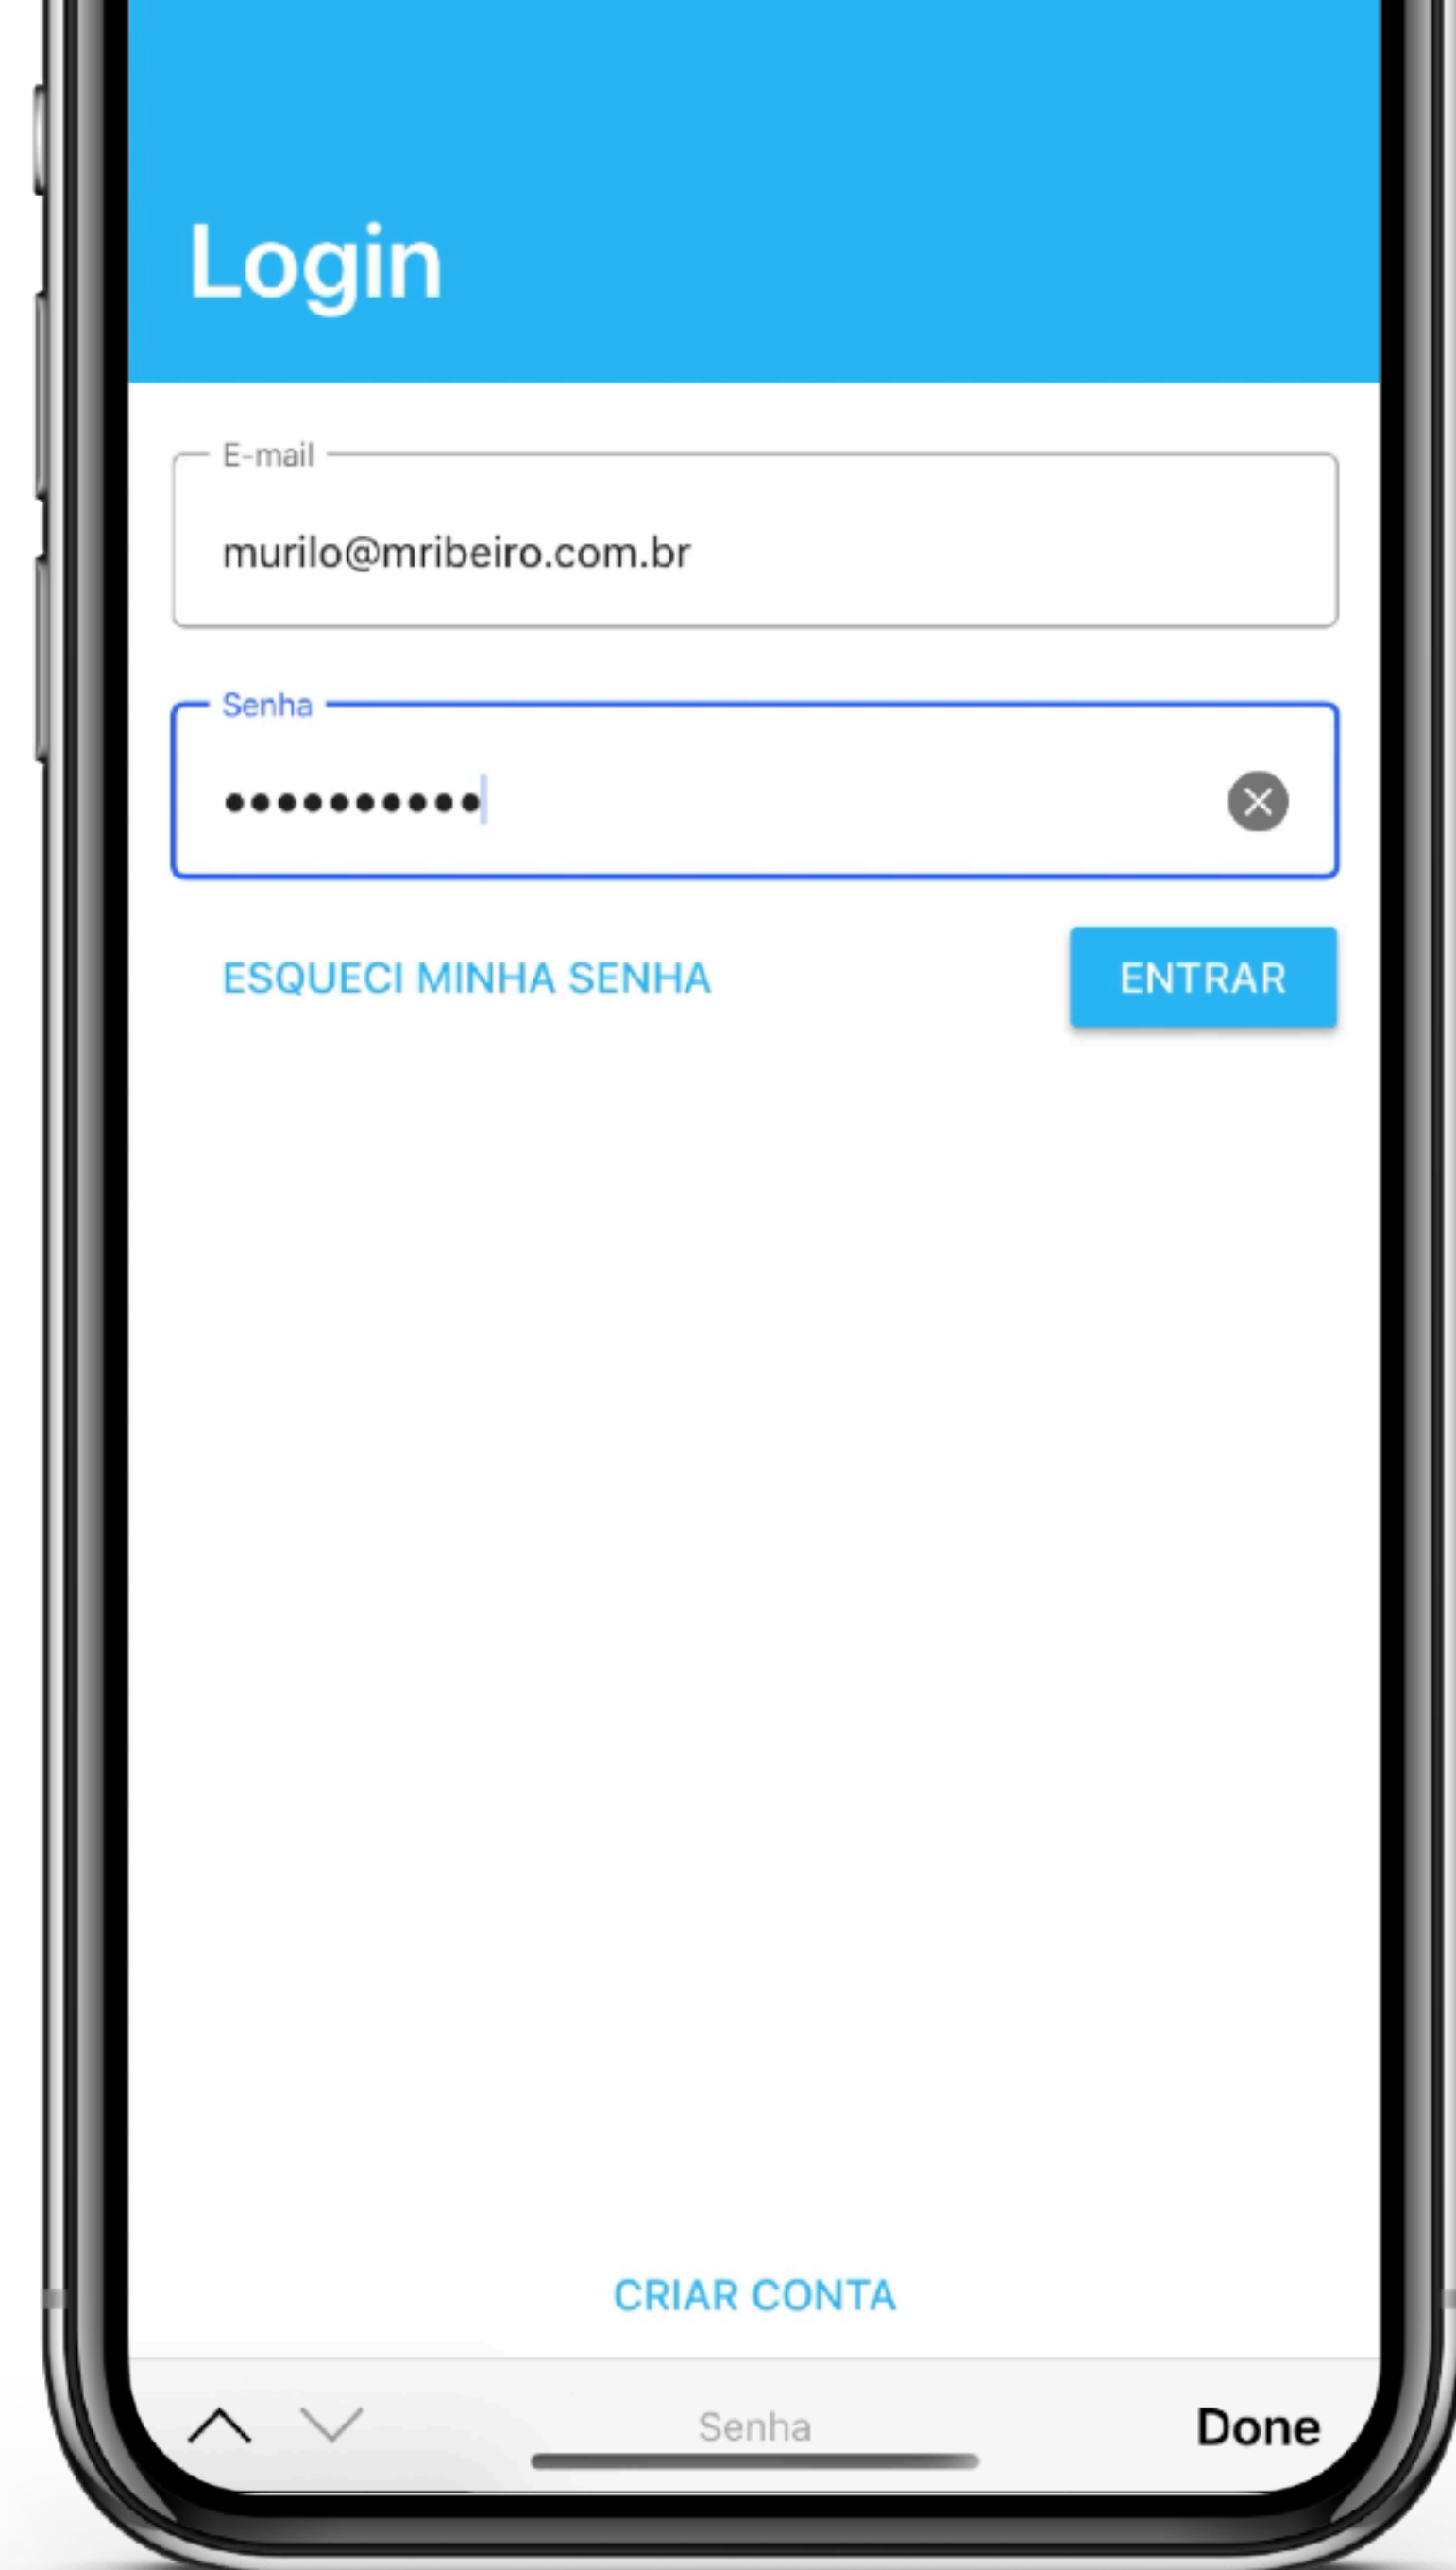 Login
E-mail
murilo@mribeiro.com.br
Senha
••••••••••
ESQUECI MINHA SENHA
ENTRAR
CRIAR CONTA
Senha
Done